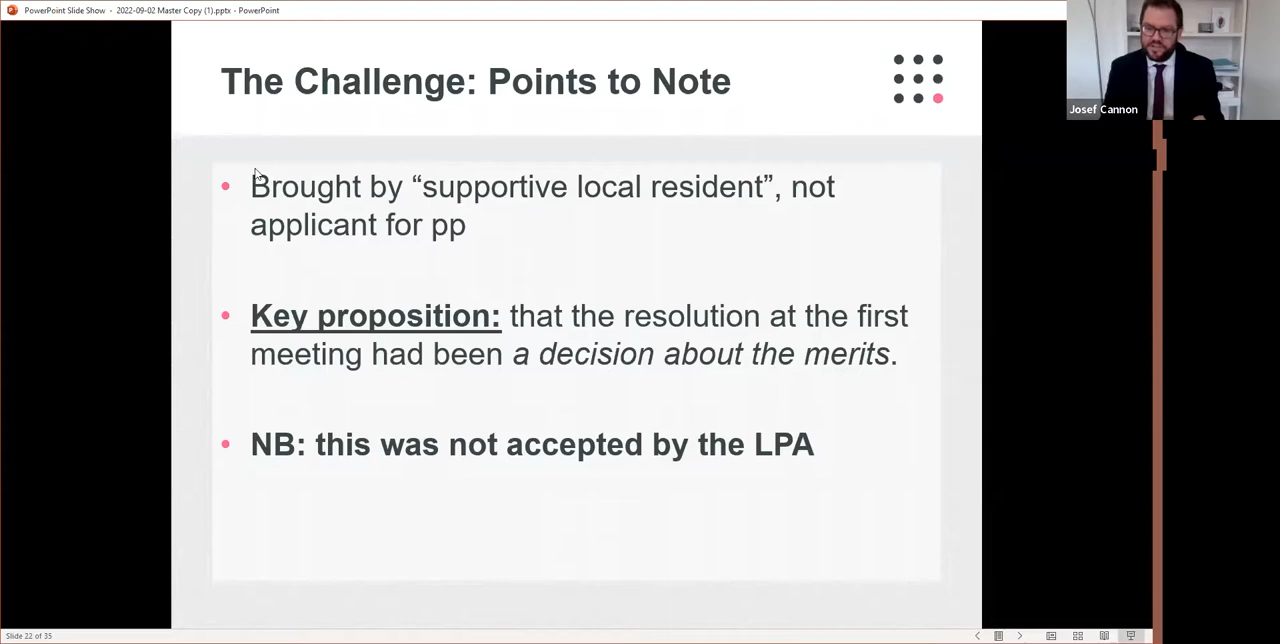 PowerPoint Slide Show - 2022-09-02 Master Copy (1).pptx - PowerPoint
Josef Cannon
The Challenge: Points to Note
• Brought by “supportive local resident”, not
applicant for pp
• Key proposition: that the resolution at the first
meeting had been a decision about the merits.
• NB: this was not accepted by the LPA
Slide 22 of 35